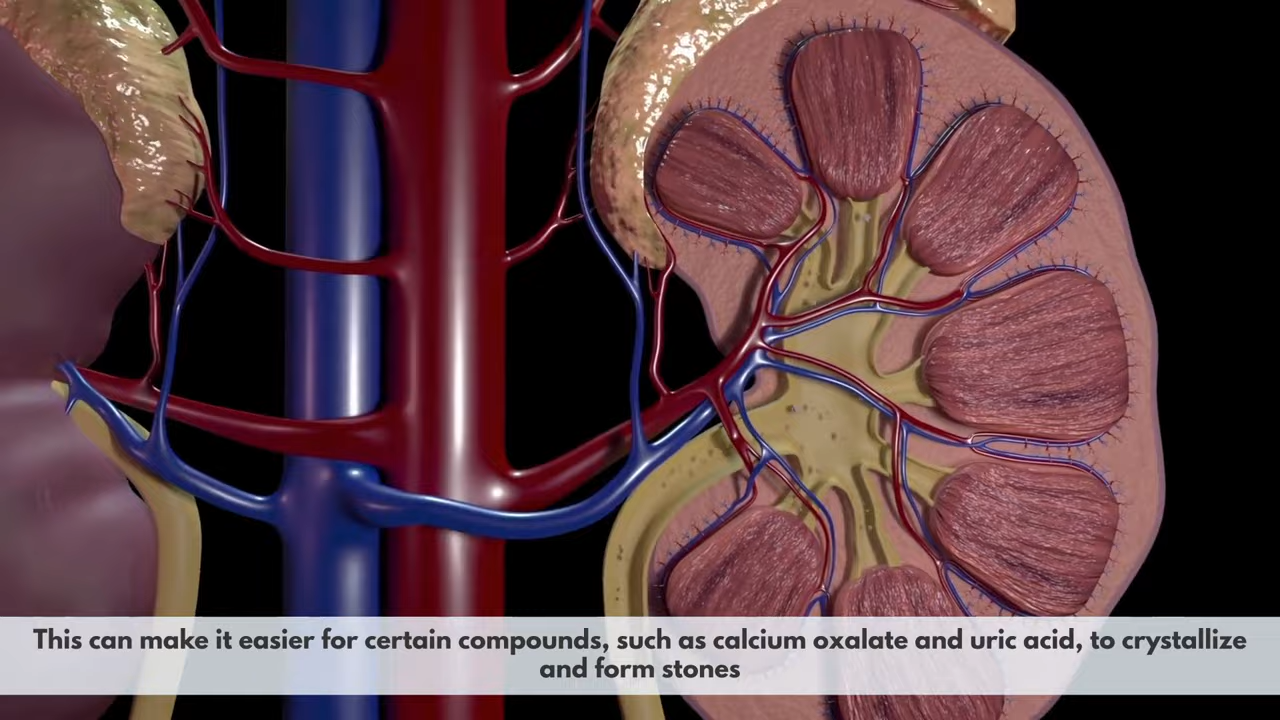 This can make it easier for certain compounds, such as calcium oxalate and uric acid, to crystallize
and form stones